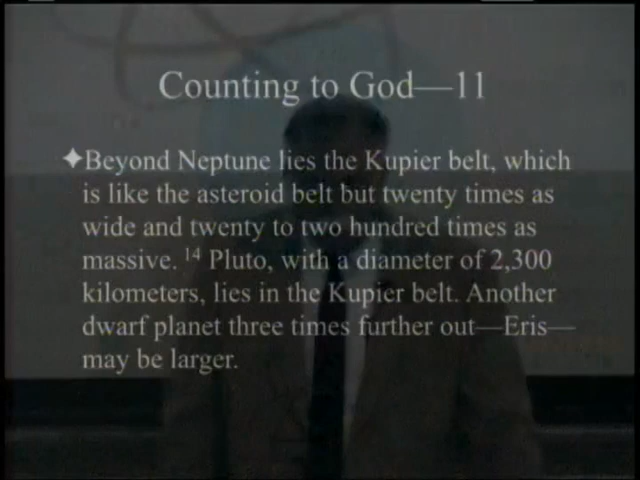 Counting to God—11
✦Beyond Neptune lies the Kupier belt, which
is like the asteroid belt but twenty times as
wide and twenty to two hundred times as
massive. 14 Pluto, with a diameter of 2,300
kilometers, lies in the Kupier belt. Another
dwarf planet three times further out—Eris—
may be larger.